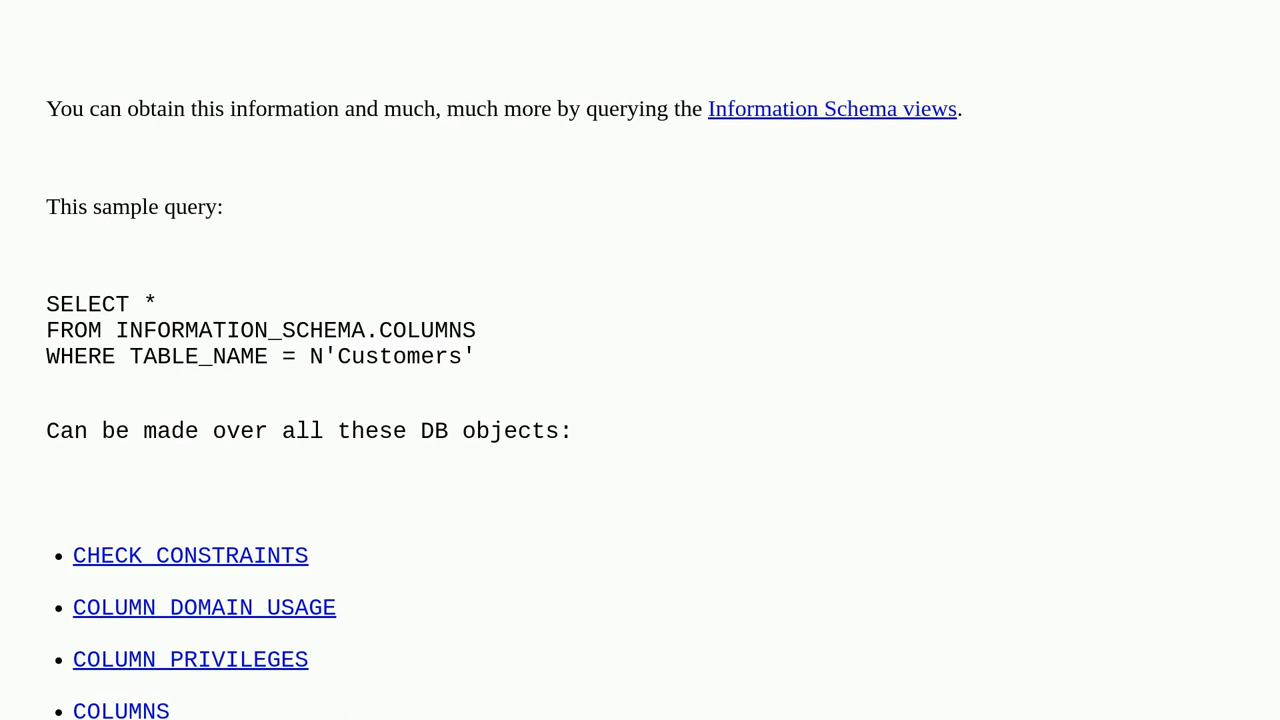 You can obtain this information and much, much more by querying the Information Schema views.
This sample query:
SELECT *
FROM INFORMATION_SCHEMA.COLUMNS
WHERE TABLE_NAME = N'Customers'
Can be made over all these DB objects:
• CHECK_CONSTRAINTS
• COLUMN_DOMAIN_USAGE
• COLUMN_PRIVILEGES
• COLUMNS